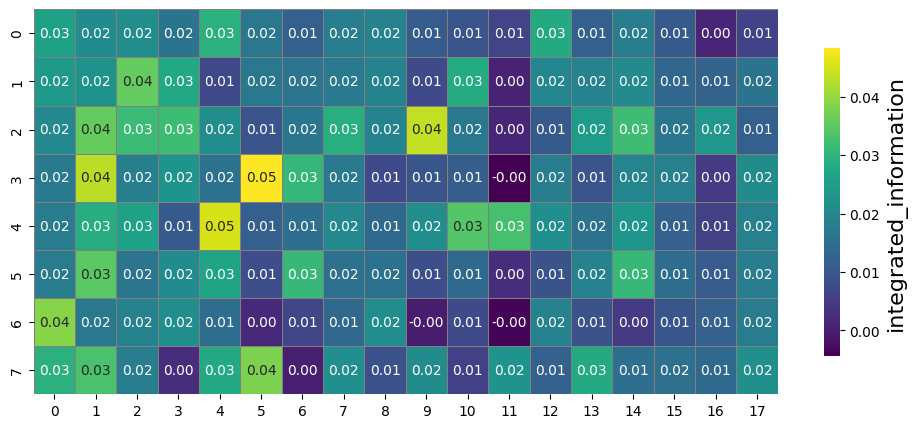 0 0.03 0.02 0.02 0.02 0.03 0.02 0.01 0.02 0.02 0.01 0.01 0.01 0.03 0.01 0.02 0.01 0.00 0.01
1 0.02 0.02 0.04 0.03 0.01 0.02 0.02 0.02 0.02 0.01 0.03 0.00 0.02 0.02 0.02 0.01 0.01 0.02
2 0.02 0.04 0.03 0.03 0.02 0.01 0.02 0.03 0.02 0.04 0.02 0.00 0.01 0.02 0.03 0.01 0.02 0.01
3 0.02 0.04 0.02 0.02 0.02 0.05 0.03 0.02 0.01 0.01 0.01 -0.00 0.02 0.01 0.02 0.02 0.00 0.02
4 0.02 0.03 0.03 0.01 0.05 0.01 0.01 0.02 0.01 0.02 0.03 0.03 0.02 0.02 0.02 0.01 0.01 0.02
5 0.02 0.03 0.02 0.02 0.03 0.01 0.03 0.02 0.02 0.01 0.01 0.00 0.01 0.02 0.03 0.02 0.01 0.02
6 0.04 0.02 0.02 0.02 0.01 0.00 0.01 0.01 0.02 -0.00 0.01 -0.00 0.02 0.01 0.00 0.01 0.01 0.02
7 0.03 0.03 0.02 0.00 0.03 0.04 0.00 0.02 0.01 0.02 0.01 0.02 0.01 0.03 0.01 0.02 0.01 0.02
0 1 2 3 4 5 6 7 8 9 10 11 12 13 14 15 16 17
0.04
0.03
0.02
0.01
0.00
integrated_information